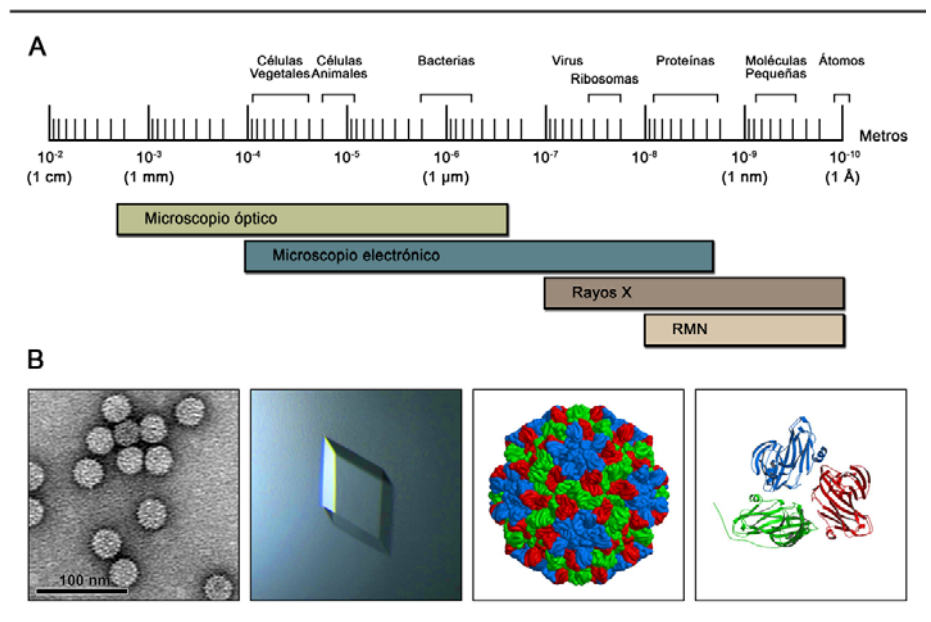 A
Células
Vegetales
Células
Animales
Bacterias
Virus
Ribosomas
Proteínas
Moléculas
Pequeñas
Átomos
Metros
10⁻² 10⁻³ 10⁻⁴ 10⁻⁵ 10⁻⁶ 10⁻⁷ 10⁻⁸ 10⁻⁹ 10⁻¹⁰
(1 cm) (1 mm) (1 µm) (1 nm) (1 Å)
Microscopio óptico
Microscopio electrónico
Rayos X
RMN
B
100 nm